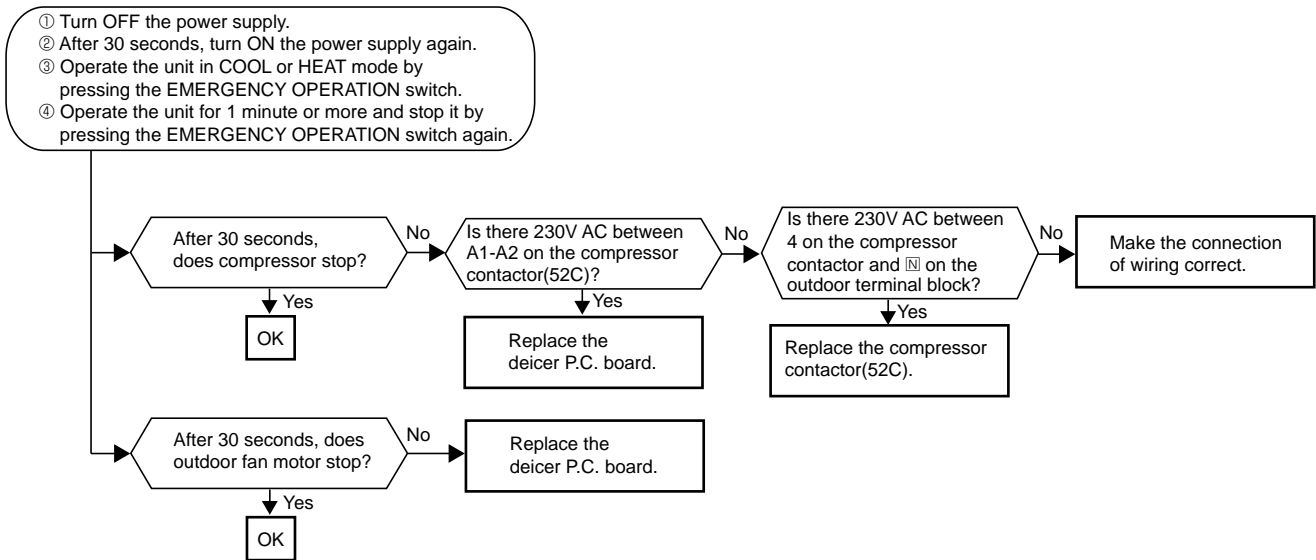 ① Turn OFF the power supply.
② After 30 seconds, turn ON the power supply again.
③ Operate the unit in COOL or HEAT mode by
pressing the EMERGENCY OPERATION switch.
④ Operate the unit for 1 minute or more and stop it by
pressing the EMERGENCY OPERATION switch again.
After 30 seconds,
does compressor stop?
No
Is there 230V AC between
A1-A2 on the compressor
contactor(52C)?
No
Is there 230V AC between
4 on the compressor
contactor and 🄽 on the
outdoor terminal block?
No
Make the connection
of wiring correct.
Yes
OK
Yes
Replace the
deicer P.C. board.
Yes
Replace the compressor
contactor(52C).
After 30 seconds, does
outdoor fan motor stop?
No
Replace the
deicer P.C. board.
Yes
OK